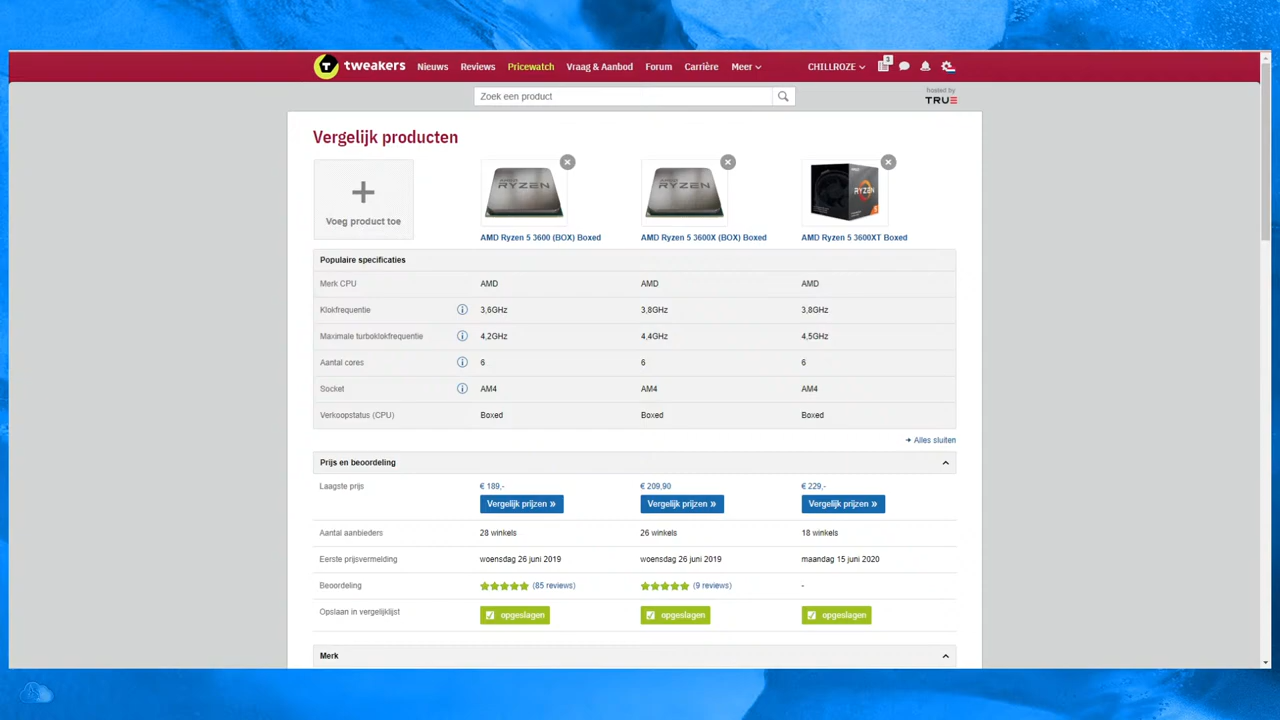 tweakers Nieuws Reviews Pricewatch Vraag & Aanbod Forum Carrière Meer CHILLROZE 3
Zoek een product
hosted by
TRUE
Vergelijk producten
Voeg product toe
RYZEN RYZEN RYZEN
AMD Ryzen 5 3600 (BOX) Boxed AMD Ryzen 5 3600X (BOX) Boxed AMD Ryzen 5 3600XT Boxed
Populaire specificaties
Merk CPU AMD AMD AMD
Klokfrequentie 3,6GHz 3,8GHz 3,8GHz
Maximale turboklokfrequentie 4,2GHz 4,4GHz 4,5GHz
Aantal cores 6 6 6
Socket AM4 AM4 AM4
Verkoopstatus (CPU) Boxed Boxed Boxed
Alles sluiten
Prijs en beoordeling
Laagste prijs € 189,- € 209,90 € 229,-
Vergelijk prijzen » Vergelijk prijzen » Vergelijk prijzen »
Aantal aanbieders 28 winkels 26 winkels 18 winkels
Eerste prijsvermelding woensdag 26 juni 2019 woensdag 26 juni 2019 maandag 15 juni 2020
Beoordeling (85 reviews) (9 reviews) -
Opslaan in vergelijklijst opgeslagen opgeslagen opgeslagen
Merk